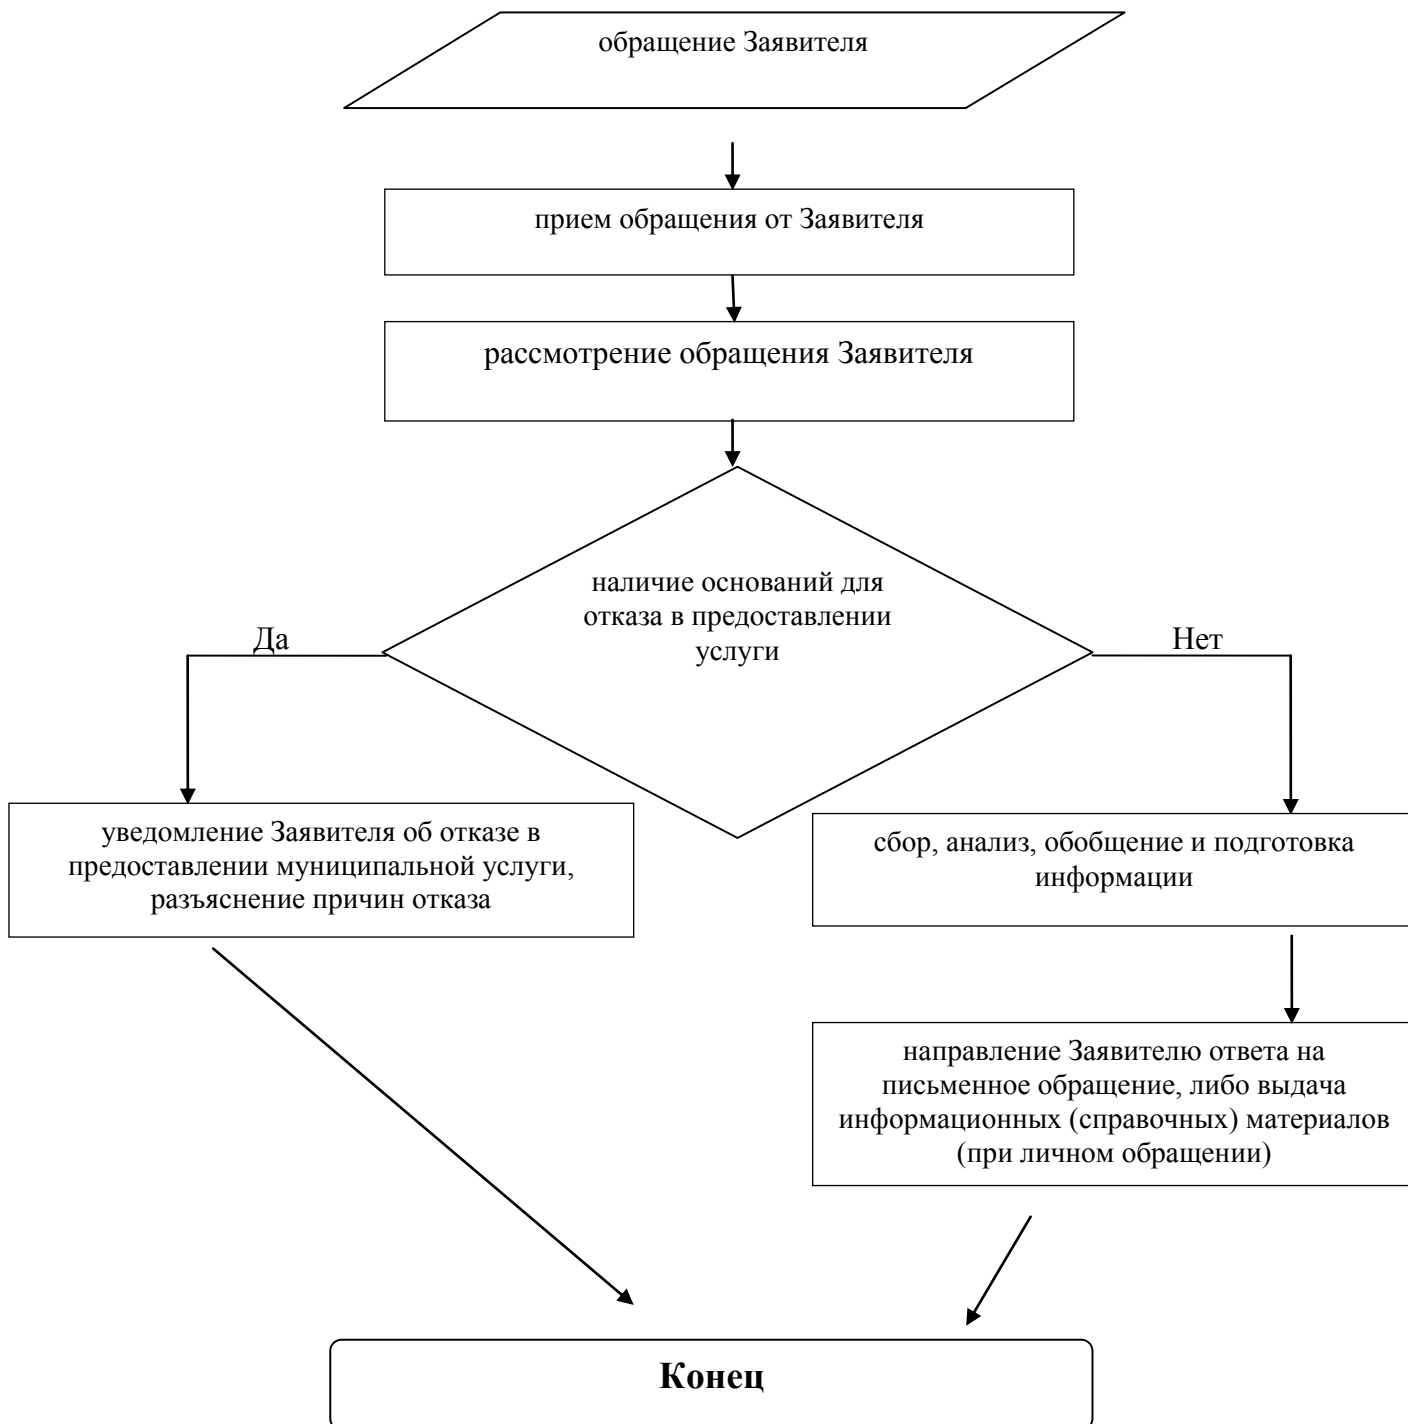 обращение Заявителя
прием обращения от Заявителя
рассмотрение обращения Заявителя
наличие оснований для
отказа в предоставлении
услуги
Да
Нет
уведомление Заявителя об отказе в
предоставлении муниципальной услуги,
разъяснение причин отказа
сбор, анализ, обобщение и подготовка
информации
направление Заявителю ответа на
письменное обращение, либо выдача
информационных (справочных) материалов
(при личном обращении)
Конец